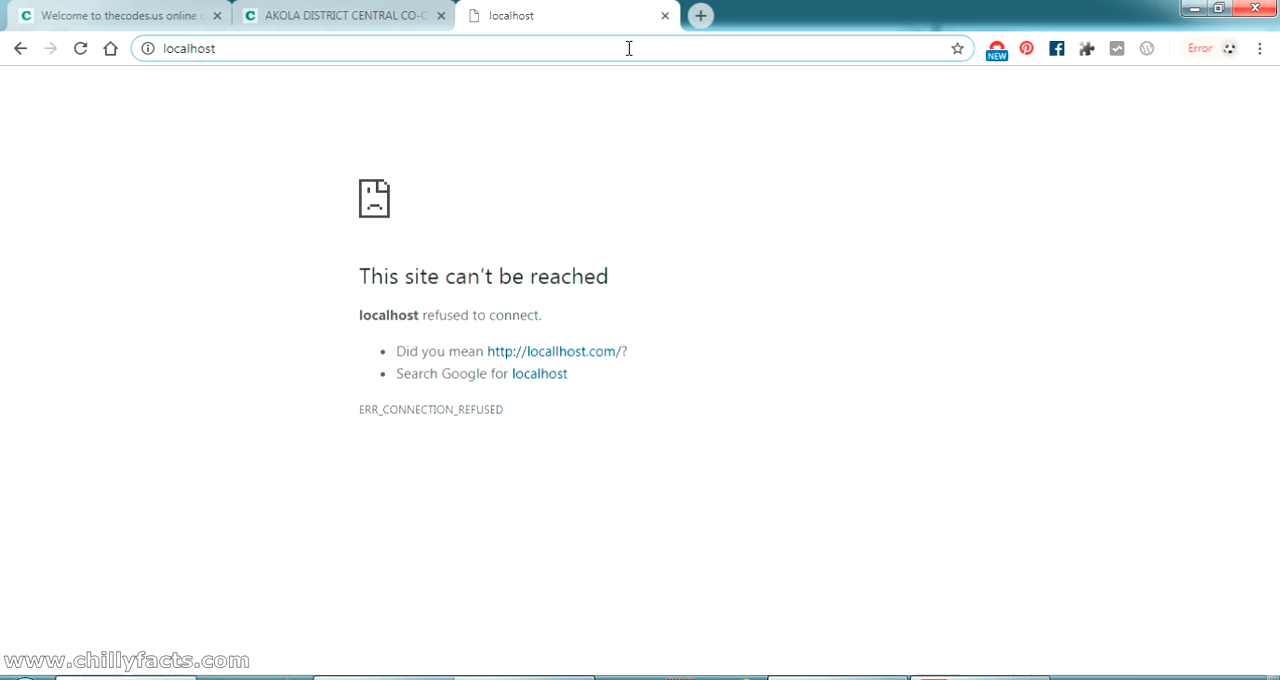 Welcome to thecodes.us online
AKOLA DISTRICT CENTRAL CO-
localhost
localhost
NEW
Error
This site can't be reached
localhost refused to connect.
Did you mean http://locallhost.com/?
Search Google for localhost
ERR_CONNECTION_REFUSED
www.chillyfacts.com